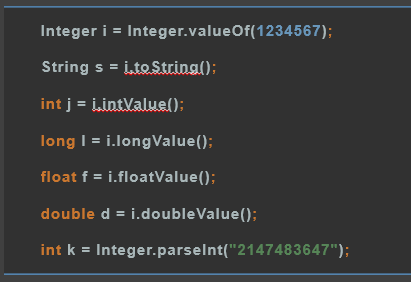 Integer i = Integer.valueOf(1234567);
String s = i.toString();
int j = i.intValue();
long l = i.longValue();
float f = i.floatValue();
double d = i.doubleValue();
int k = Integer.parseInt("2147483647");